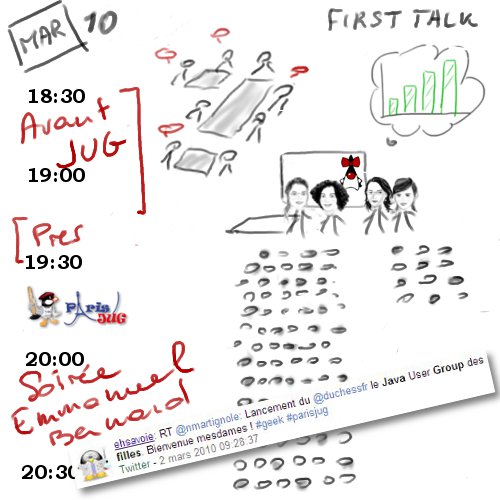 MAR 10
FIRST TALK
18:30
Avant
JUG
19:00
Pres
19:30
Paris
JUG
20:00
Soirée
Emmanuel
Bernard
20:30
ehsavoie: RT @nmartignole: Lancement du @duchessfr le Java User Group des
filles. Bienvenue mesdames ! #geek #parisjug
Twitter - 2 mars 2010 09:28:37